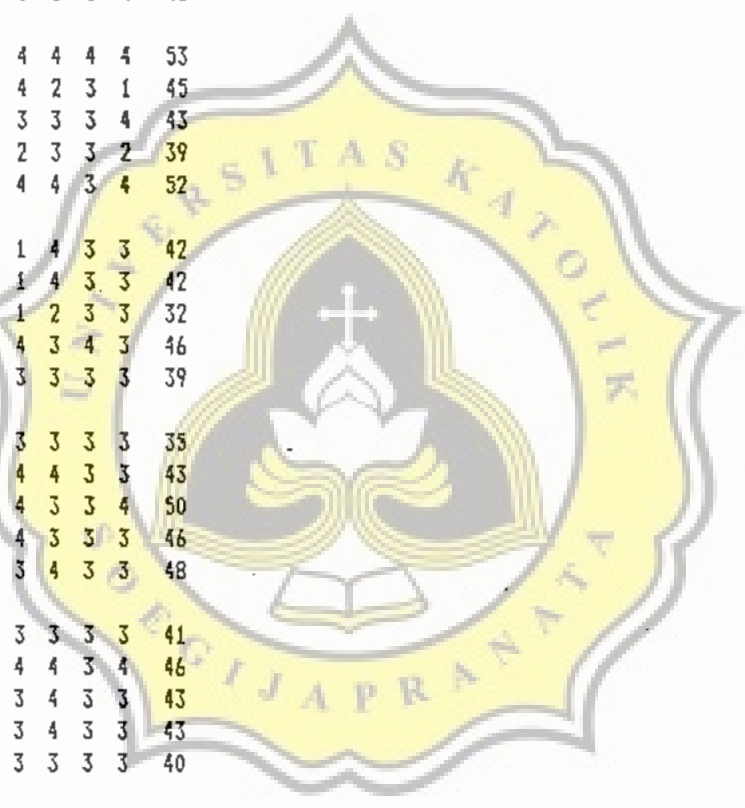 4 4 4 4 53
4 2 3 1 45
3 3 3 4 43
2 3 3 2 39
4 4 3 4 52
1 4 3 3 42
1 4 3 3 42
1 2 3 3 32
4 3 4 3 46
3 3 3 3 39
3 3 3 3 35
4 4 3 3 43
4 3 3 4 50
4 3 3 3 46
3 4 3 3 48
3 3 3 3 41
4 4 3 4 46
3 4 3 3 43
3 4 3 3 43
3 3 3 3 40
UNIVERSITAS KATOLIK
SOEGIJAPRANATA